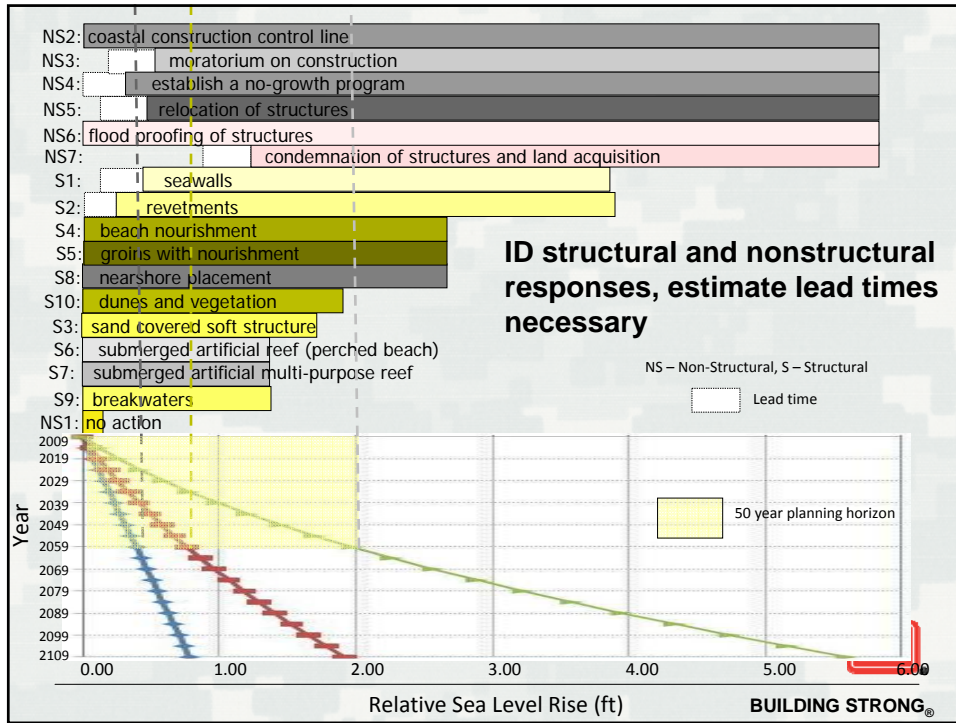 NS2: coastal construction control line
NS3: moratorium on construction
NS4: establish a no-growth program
NS5: relocation of structures
NS6: flood proofing of structures
NS7: condemnation of structures and land acquisition
S1: seawalls
S2: revetments
S4: beach nourishment
S5: groins with nourishment
S8: nearshore placement
S10: dunes and vegetation
S3: sand covered soft structure
S6: submerged artificial reef (perched beach)
S7: submerged artificial multi-purpose reef
S9: breakwaters
NS1: no action
ID structural and nonstructural
responses, estimate lead times
necessary
NS – Non-Structural, S – Structural
Lead time
50 year planning horizon
Year
2009
2019
2029
2039
2049
2059
2069
2079
2089
2099
2109
0.00 1.00 2.00 3.00 4.00 5.00 6.00
Relative Sea Level Rise (ft)
BUILDING STRONG®